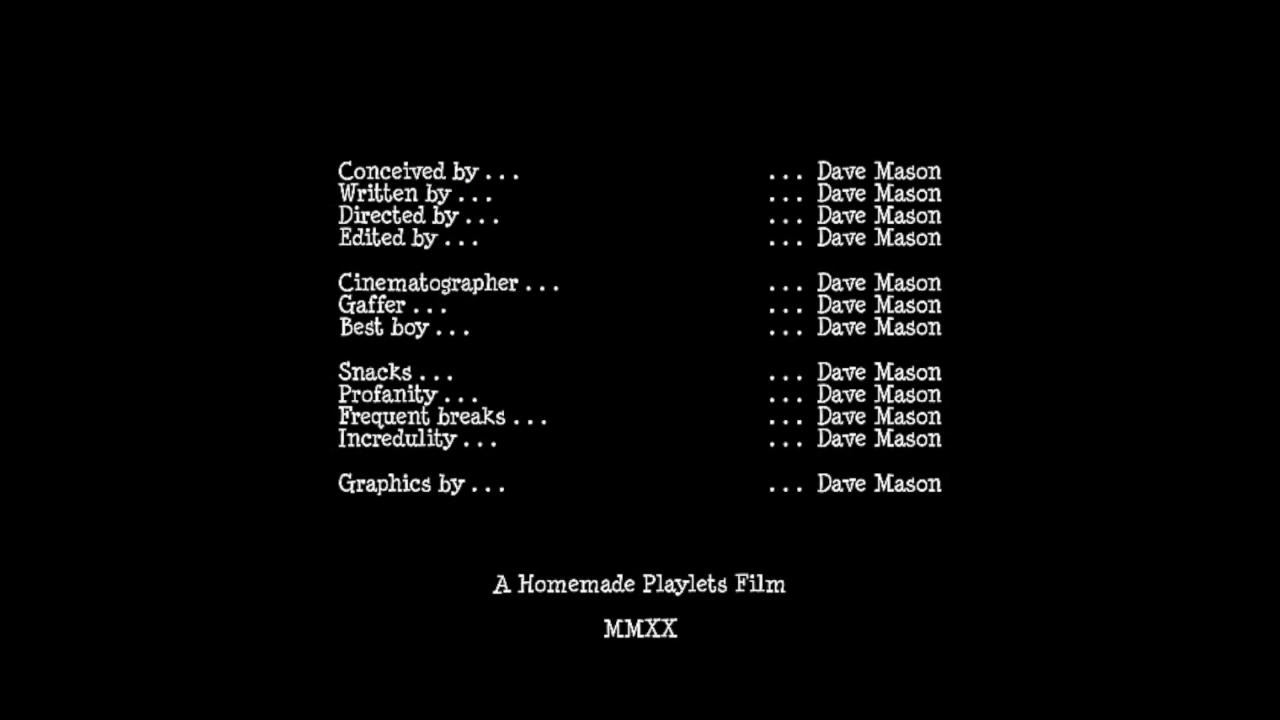 Conceived by . . . . . . Dave Mason
Written by . . . . . . Dave Mason
Directed by . . . . . . Dave Mason
Edited by . . . . . . Dave Mason
Cinematographer . . . . . . Dave Mason
Gaffer . . . . . . Dave Mason
Best boy . . . . . . Dave Mason
Snacks . . . . . . Dave Mason
Profanity . . . . . . Dave Mason
Frequent breaks . . . . . . Dave Mason
Incredulity . . . . . . Dave Mason
Graphics by . . . . . . Dave Mason
A Homemade Playlets Film
MMXX